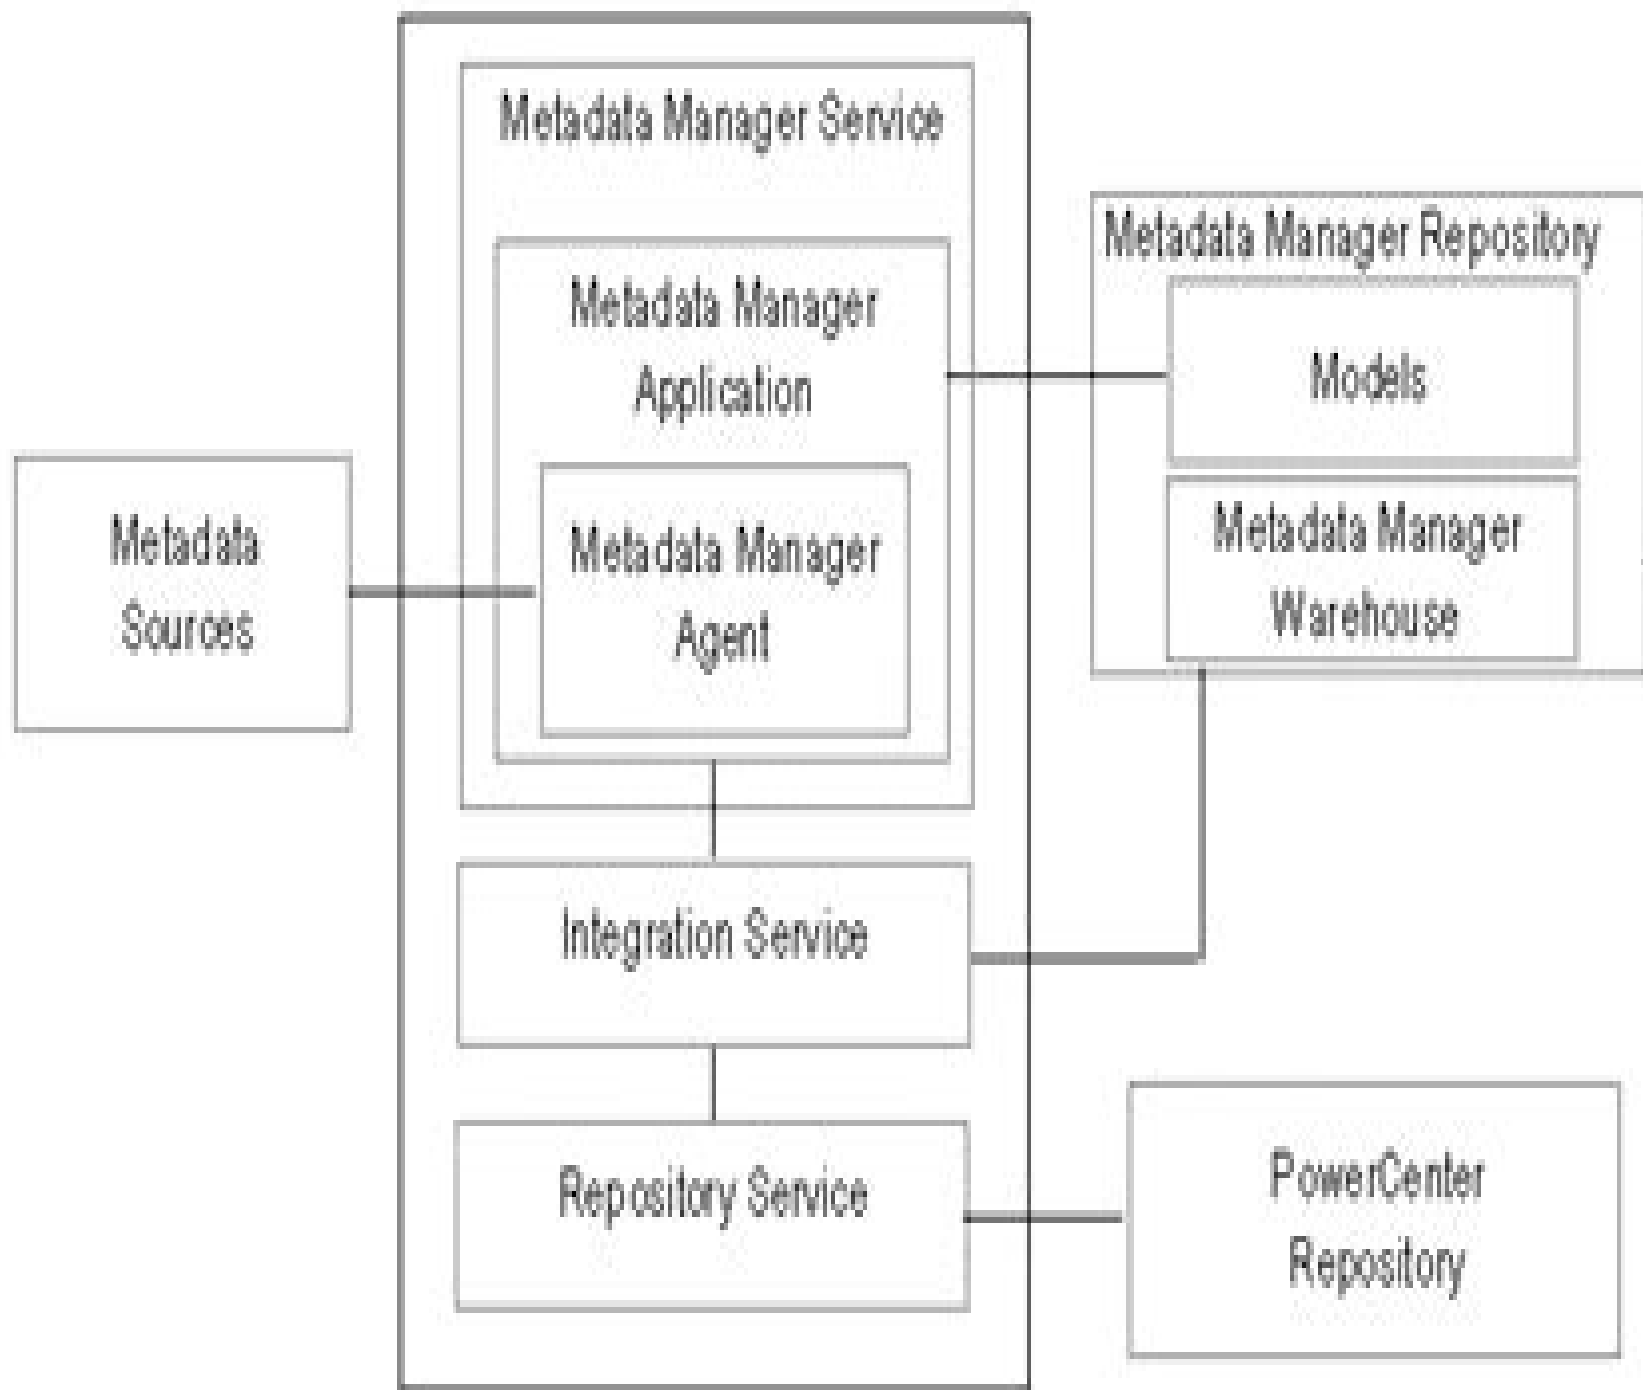 Metadata Manager Service
Metadata Manager
Application
Metadata Manager
Agent
Metadata
Sources
Metadata Manager Repository
Models
Metadata Manager
Warehouse
Integration Service
Repository Service
PowerCenter
Repository